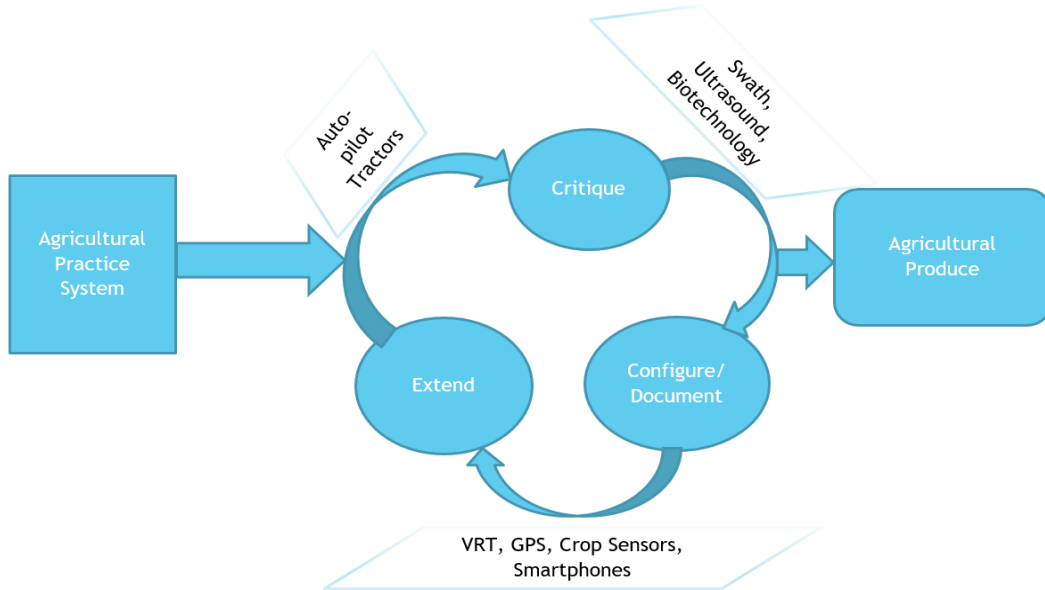 Auto-
pilot
Tractors
Swath,
Ultrasound,
Biotechnology
Critique
Agricultural
Practice
System
Agricultural
Produce
Extend
Configure/
Document
VRT, GPS, Crop Sensors,
Smartphones